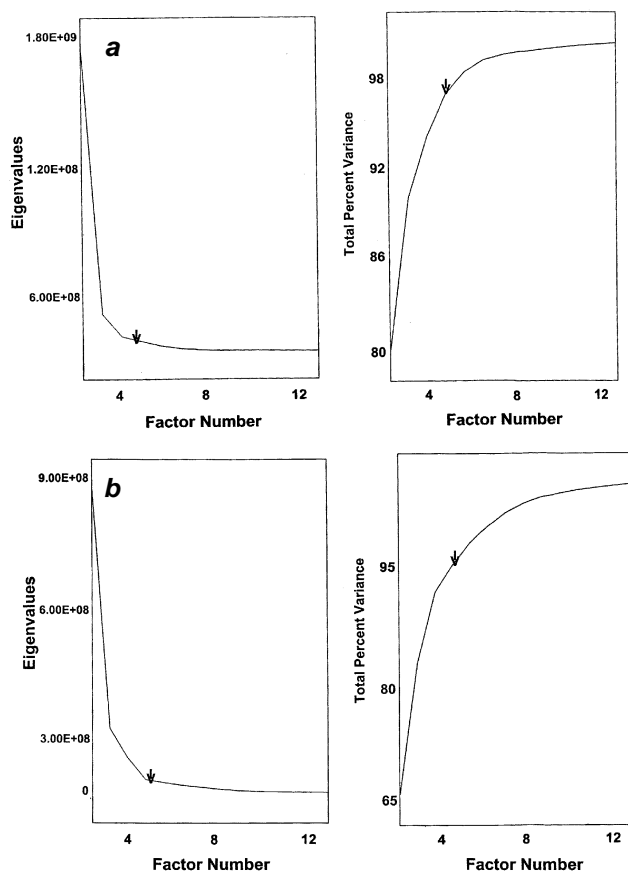 a
1.80E+09
1.20E+08
6.00E+08
Eigenvalues
4 8 12
Factor Number
98
92
86
80
Total Percent Variance
4 8 12
Factor Number
b
9.00E+08
6.00E+08
3.00E+08
0
Eigenvalues
4 8 12
Factor Number
95
80
65
Total Percent Variance
4 8 12
Factor Number